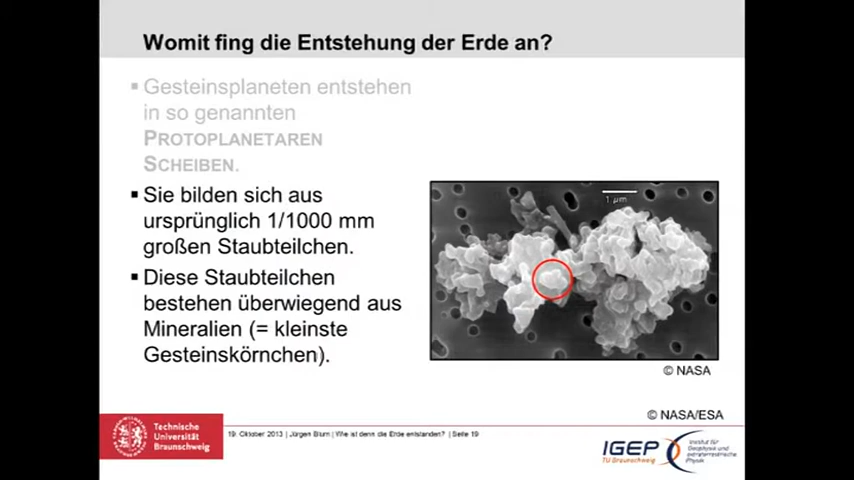 Womit fing die Entstehung der Erde an?
Gesteinsplaneten entstehen
in so genannten
PROTOPLANETAREN
SCHEIBEN.
Sie bilden sich aus
ursprünglich 1/1000 mm
großen Staubteilchen.
Diese Staubteilchen
bestehen überwiegend aus
Mineralien (= kleinste
Gesteinskörnchen).
1 µm
© NASA
© NASA/ESA
Technische
Universität
Braunschweig
19. Oktober 2013 | Jürgen Blum | Wie ist denn die Erde entstanden? | Seite 19
IGEP
TU Braunschweig
Institut für
Geophysik und
extraterrestrische
Physik